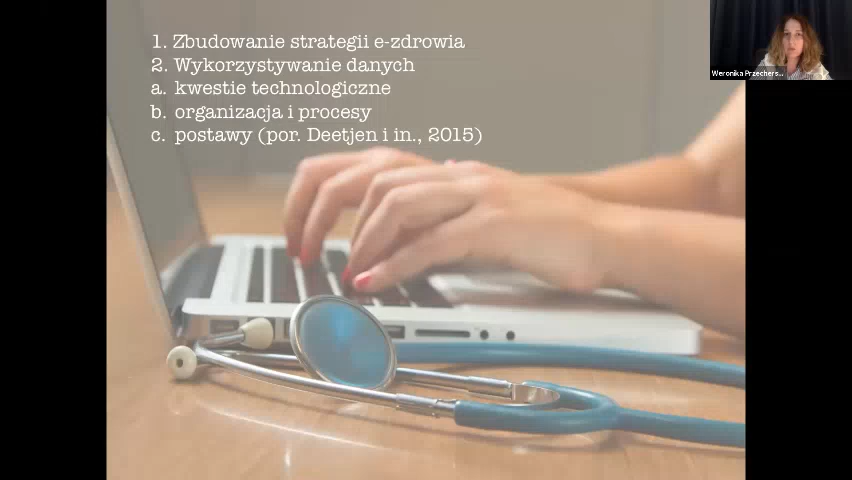 1. Zbudowanie strategii e-zdrowia
2. Wykorzystywanie danych
a. kwestie technologiczne
b. organizacja i procesy
c. postawy (por. Deetjen i in., 2015)
Weronika Przechers...